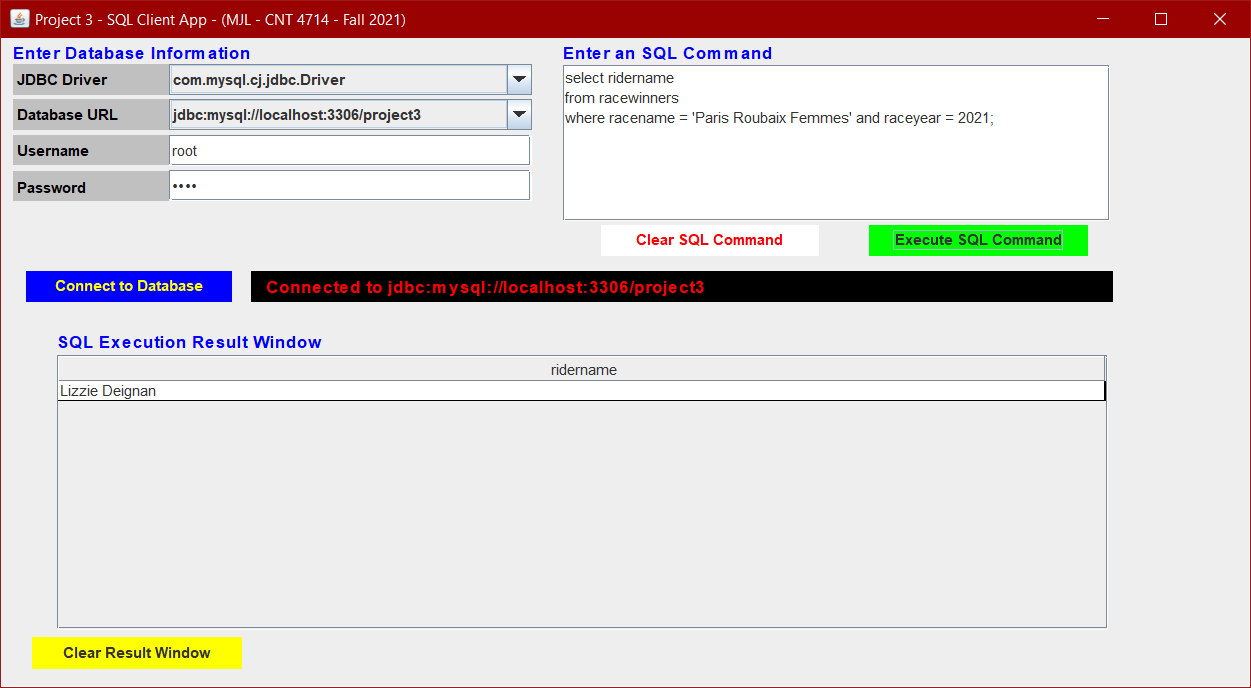 Project 3 - SQL Client App - (MJL - CNT 4714 - Fall 2021)
Enter Database Information
JDBC Driver
com.mysql.cj.jdbc.Driver
Database URL
jdbc:mysql://localhost:3306/project3
Username
root
Password
••••
Enter an SQL Command
select ridername
from racewinners
where racename = 'Paris Roubaix Femmes' and raceyear = 2021;
Clear SQL Command
Execute SQL Command
Connect to Database
Connected to jdbc:mysql://localhost:3306/project3
SQL Execution Result Window
ridername
Lizzie Deignan
Clear Result Window